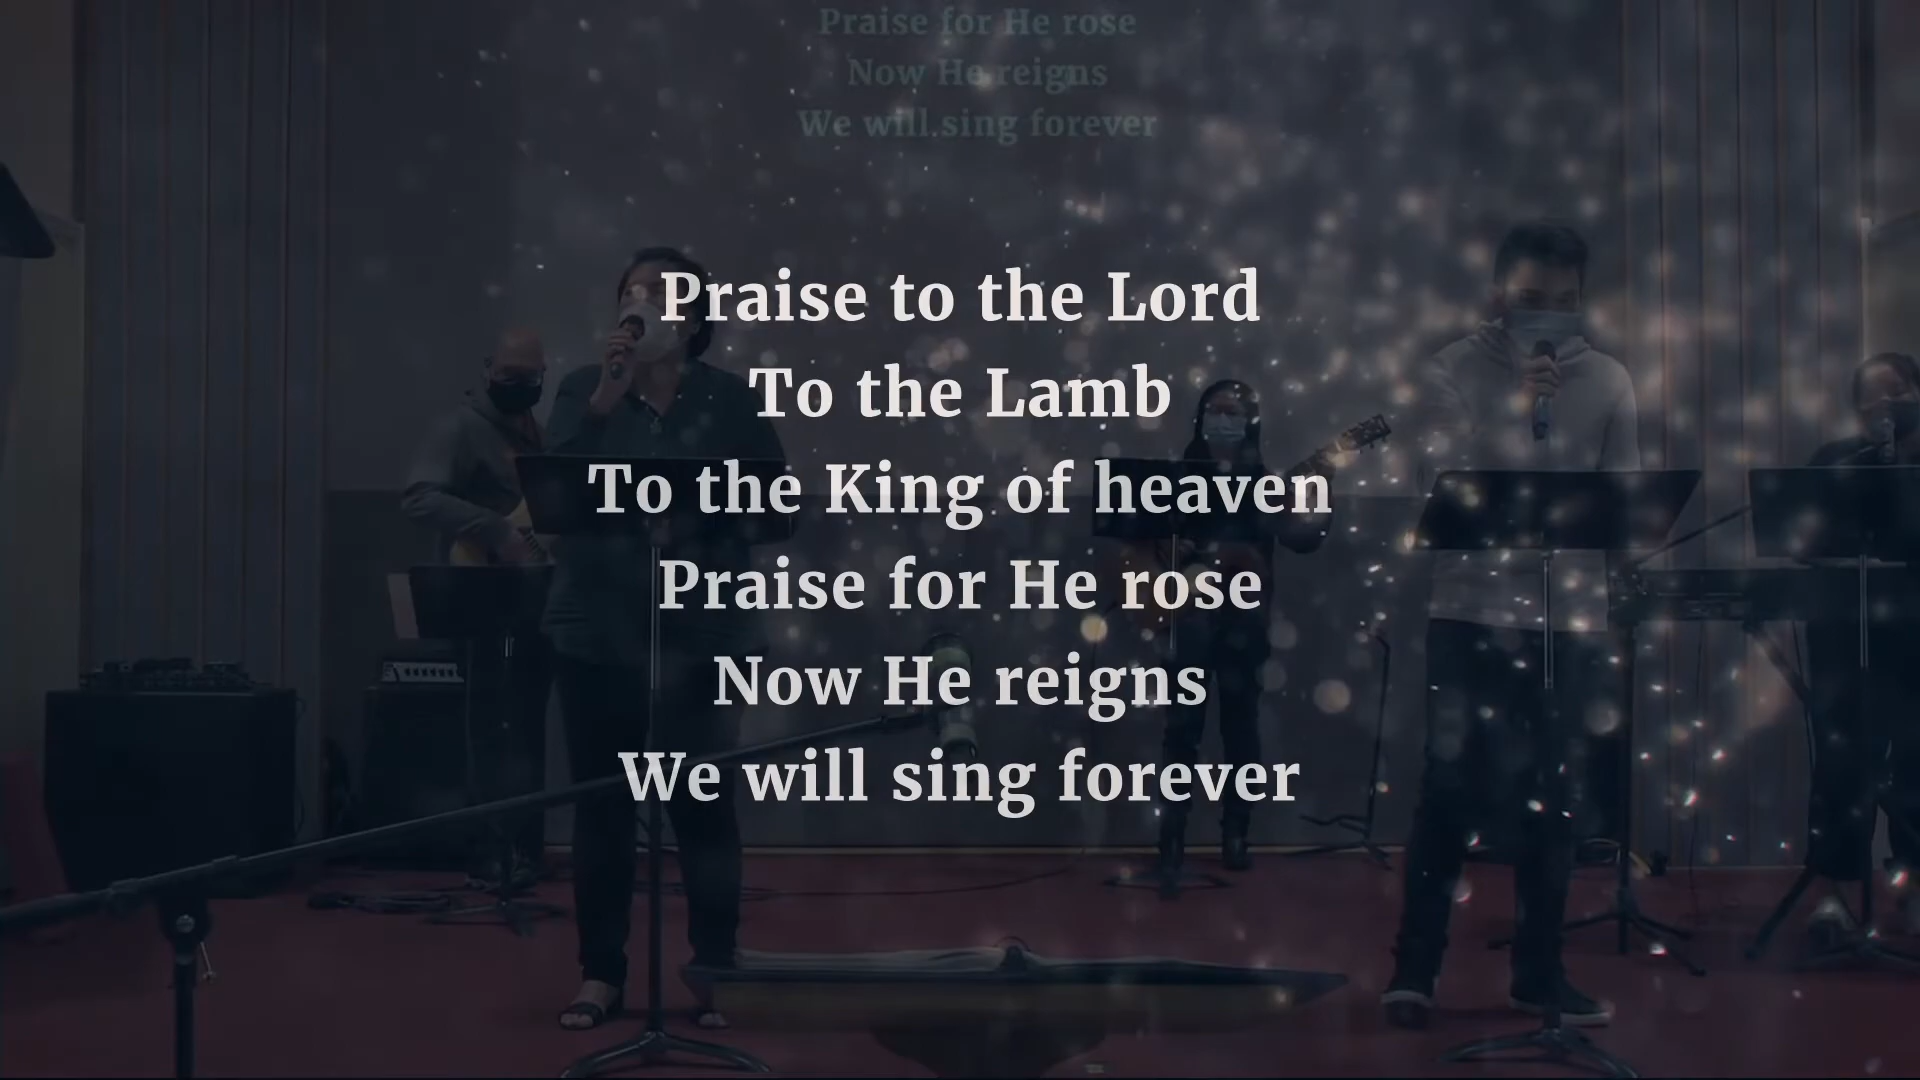 Praise for He rose
Now He reigns
We will sing forever
Praise to the Lord
To the Lamb
To the King of heaven
Praise for He rose
Now He reigns
We will sing forever